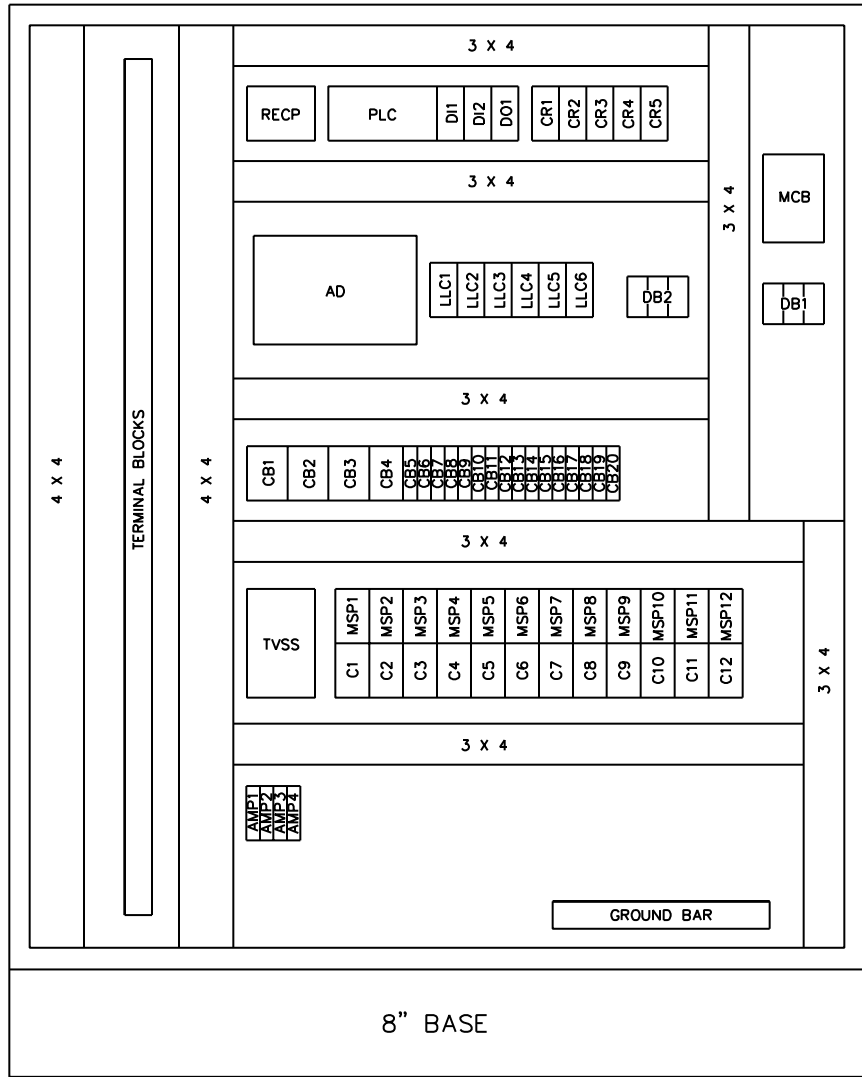 3 X 4
RECP
PLC
DI1
DI2
DO1
CR1
CR2
CR3
CR4
CR5
3 X 4
3 X 4
MCB
AD
LLC1
LLC2
LLC3
LLC4
LLC5
LLC6
DB2
DB1
3 X 4
4 X 4
TERMINAL BLOCKS
4 X 4
CB1
CB2
CB3
CB4
CB5
CB6
CB7
CB8
CB9
CB10
CB11
CB12
CB13
CB14
CB15
CB16
CB17
CB18
CB19
CB20
3 X 4
TVSS
MSP1
MSP2
MSP3
MSP4
MSP5
MSP6
MSP7
MSP8
MSP9
MSP10
MSP11
MSP12
C1
C2
C3
C4
C5
C6
C7
C8
C9
C10
C11
C12
3 X 4
3 X 4
AMP1
AMP2
AMP3
AMP4
GROUND BAR
8" BASE